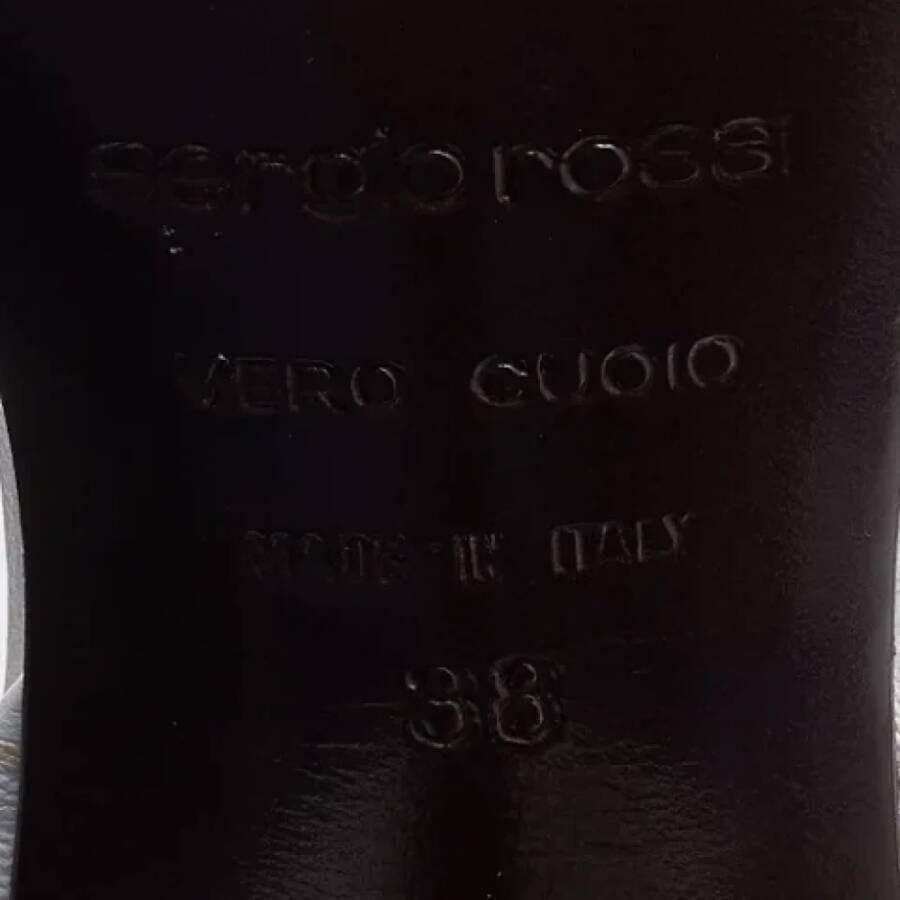 sergio rossi
VERO CUOIO
MADE IN ITALY
38